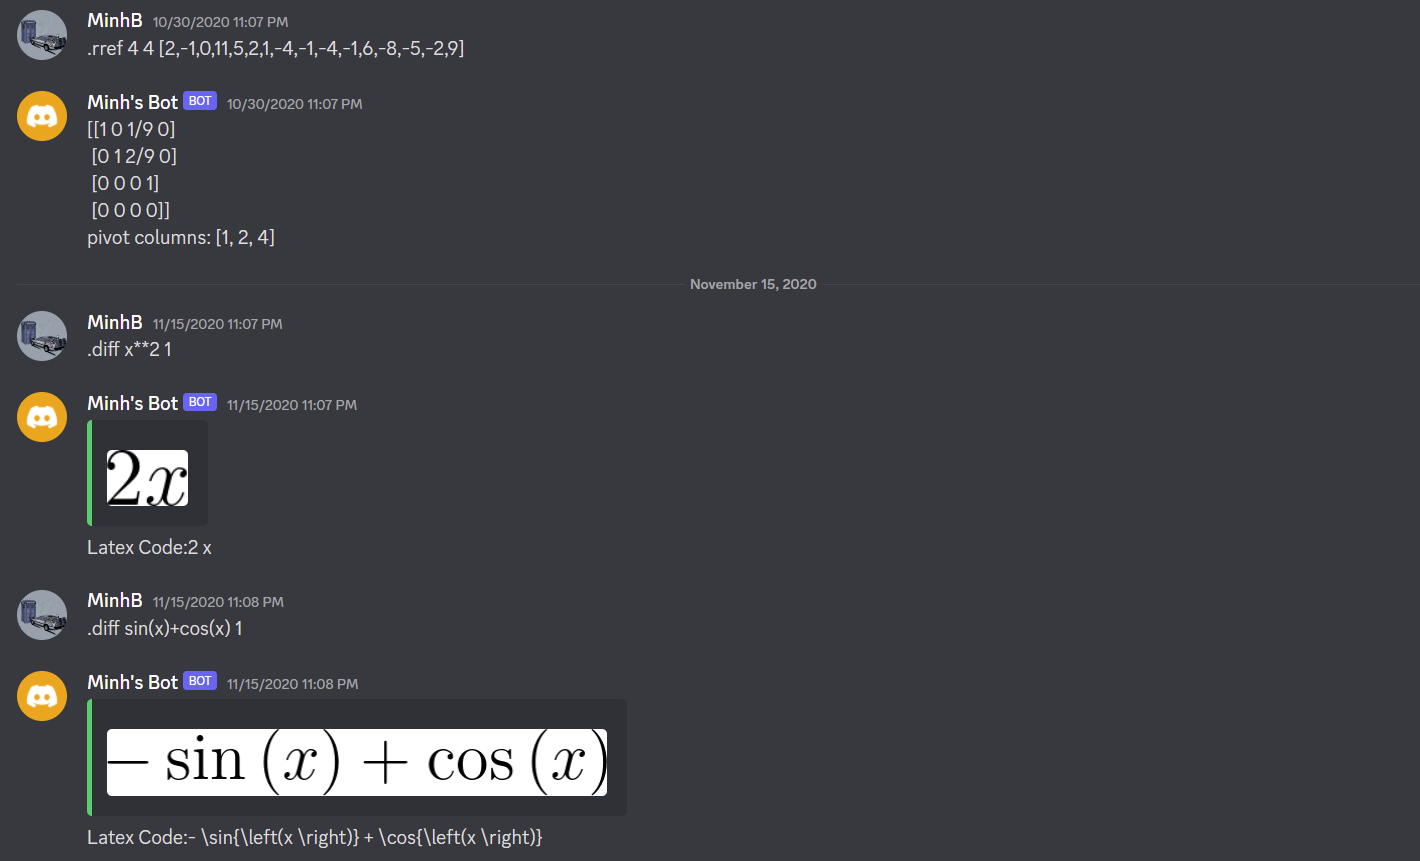 MinhB 10/30/2020 11:07 PM
.rref 4 4 [2,-1,0,11,5,2,1,-4,-1,-4,-1,6,-8,-5,-2,9]
Minh's Bot BOT 10/30/2020 11:07 PM
[[1 0 1/9 0]
[0 1 2/9 0]
[0 0 0 1]
[0 0 0 0]]
pivot columns: [1, 2, 4]
November 15, 2020
MinhB 11/15/2020 11:07 PM
.diff x**2 1
Minh's Bot BOT 11/15/2020 11:07 PM
2x
Latex Code:2 x
MinhB 11/15/2020 11:08 PM
.diff sin(x)+cos(x) 1
Minh's Bot BOT 11/15/2020 11:08 PM
− sin (x) + cos (x)
Latex Code:- \sin{\left(x \right)} + \cos{\left(x \right)}